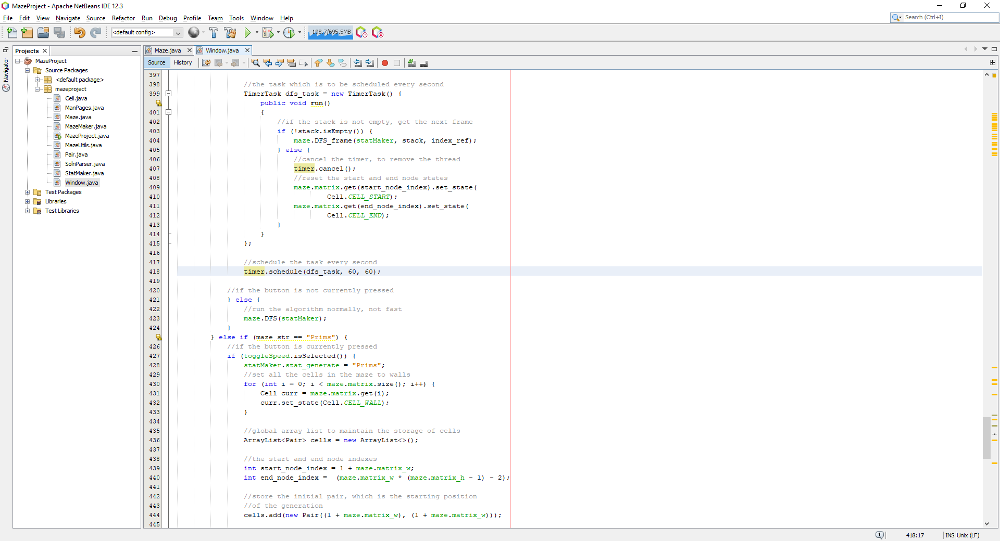 MazeProject - Apache NetBeans IDE 12.3
File Edit View Navigate Source Refactor Run Debug Profile Team Tools Window Help
Search (Ctrl+I)
<default config>
198.7/695.5MB
Projects
Navigator
MazeProject
Source Packages
<default package>
mazeproject
Cell.java
ManPages.java
Maze.java
MazeMaker.java
MazeProject.java
MazeUtils.java
Pair.java
SolnParser.java
StatMaker.java
Window.java
Test Packages
Libraries
Test Libraries
Maze.java Window.java
Source History
397
398 //the task which is to be scheduled every second
399 TimerTask dfs_task = new TimerTask() {
public void run()
401 {
402 //if the stack is not empty, get the next frame
403 if (!stack.isEmpty()) {
404 maze.DFS_frame(statMaker, stack, index_ref);
405 } else {
406 //cancel the timer, to remove the thread
407 timer.cancel();
408 //reset the start and end node states
409 maze.matrix.get(start_node_index).set_state(
410 Cell.CELL_START);
411 maze.matrix.get(end_node_index).set_state(
412 Cell.CELL_END);
413 }
414 }
415 };
416
417 //schedule the task every second
418 timer.schedule(dfs_task, 60, 60);
419
420 //if the button is not currently pressed
421 } else {
422 //run the algorithm normally, not fast
423 maze.DFS(statMaker);
424 }
} else if (maze_str == "Prims") {
426 //if the button is currently pressed
427 if (toggleSpeed.isSelected()) {
428 statMaker.stat_generate = "Prims";
429 //set all the cells in the maze to walls
430 for (int i = 0; i < maze.matrix.size(); i++) {
431 Cell curr = maze.matrix.get(i);
432 curr.set_state(Cell.CELL_WALL);
433 }
434
435 //global array list to maintain the storage of cells
436 ArrayList<Pair> cells = new ArrayList<>();
437
438 //the start and end node indexes
439 int start_node_index = 1 + maze.matrix_w;
440 int end_node_index =  (maze.matrix_w * (maze.matrix_h - 1) - 2);
441
442 //store the initial pair, which is the starting position
443 //of the generation
444 cells.add(new Pair((1 + maze.matrix_w), (1 + maze.matrix_w)));
445
1 418:17 INS Unix (LF)